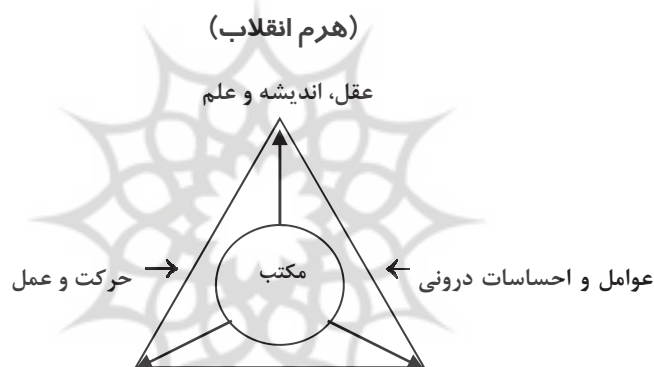 (هرم انقلاب)
عقل، اندیشه و علم
مکتب
عوامل و احساسات درونی
حرکت و عمل